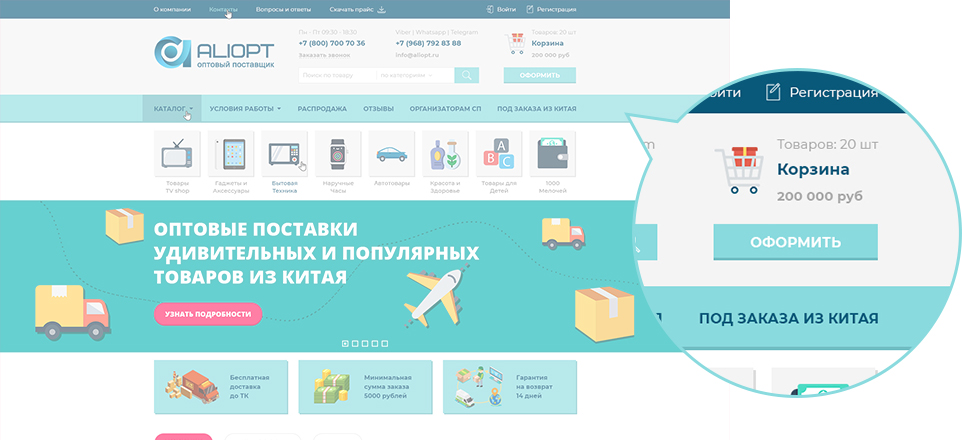 О компании
Контакты
Вопросы и ответы
Скачать прайс
Войти
Регистрация
ALIOPT
оптовый поставщик
Пн - Пт 09:30 - 18:30
+7 (800) 700 70 36
Заказать звонок
Viber | Whatsapp | Telegram
+7 (968) 792 83 88
info@aliopt.ru
Товаров: 20 шт
Корзина
200 000 руб
Поиск по товару
по категориям
ОФОРМИТЬ
КАТАЛОГ
УСЛОВИЯ РАБОТЫ
РАСПРОДАЖА
ОТЗЫВЫ
ОРГАНИЗАТОРАМ СП
ПОД ЗАКАЗА ИЗ КИТАЯ
Товары
TV shop
Гаджеты и
Аксессуары
Бытовая
Техника
Наручные
Часы
Автотовары
Красота и
Здоровье
Товары для
Детей
1000
Мелочей
A
B C
ОПТОВЫЕ ПОСТАВКИ
УДИВИТЕЛЬНЫХ И ПОПУЛЯРНЫХ
ТОВАРОВ ИЗ КИТАЯ
УЗНАТЬ ПОДРОБНОСТИ
Бесплатная
доставка
до ТК
Минимальная
сумма заказа
5000 рублей
Гарантия
на возврат
14 дней
йти
Регистрация
m
Товаров: 20 шт
Корзина
200 000 руб
ОФОРМИТЬ
П
ПОД ЗАКАЗА ИЗ КИТАЯ